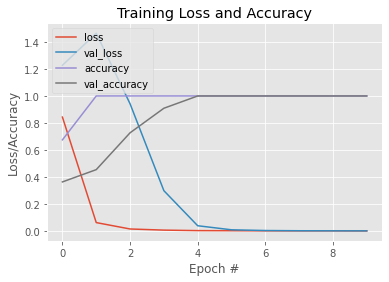 Training Loss and Accuracy
Loss/Accuracy
1.4
1.2
1.0
0.8
0.6
0.4
0.2
0.0
loss
val_loss
accuracy
val_accuracy
0 2 4 6 8
Epoch #